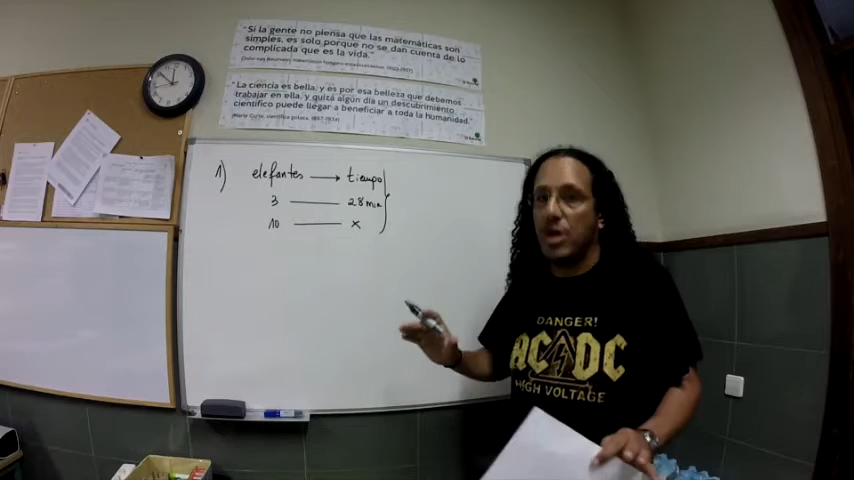 "Si la gente no piensa que las matemáticas son
simples, es solo porque no se dan cuenta de lo
complicada que es la vida."
"La ciencia es bella, y es por esa belleza que debemos
trabajar en ella, y quizá algún día un descubrimiento
científico puede llegar a beneficiar a toda la humanidad."
1) elefantes → tiempo
3 — 28 min
10 — x
DANGER!
AC DC
HIGH VOLTAGE